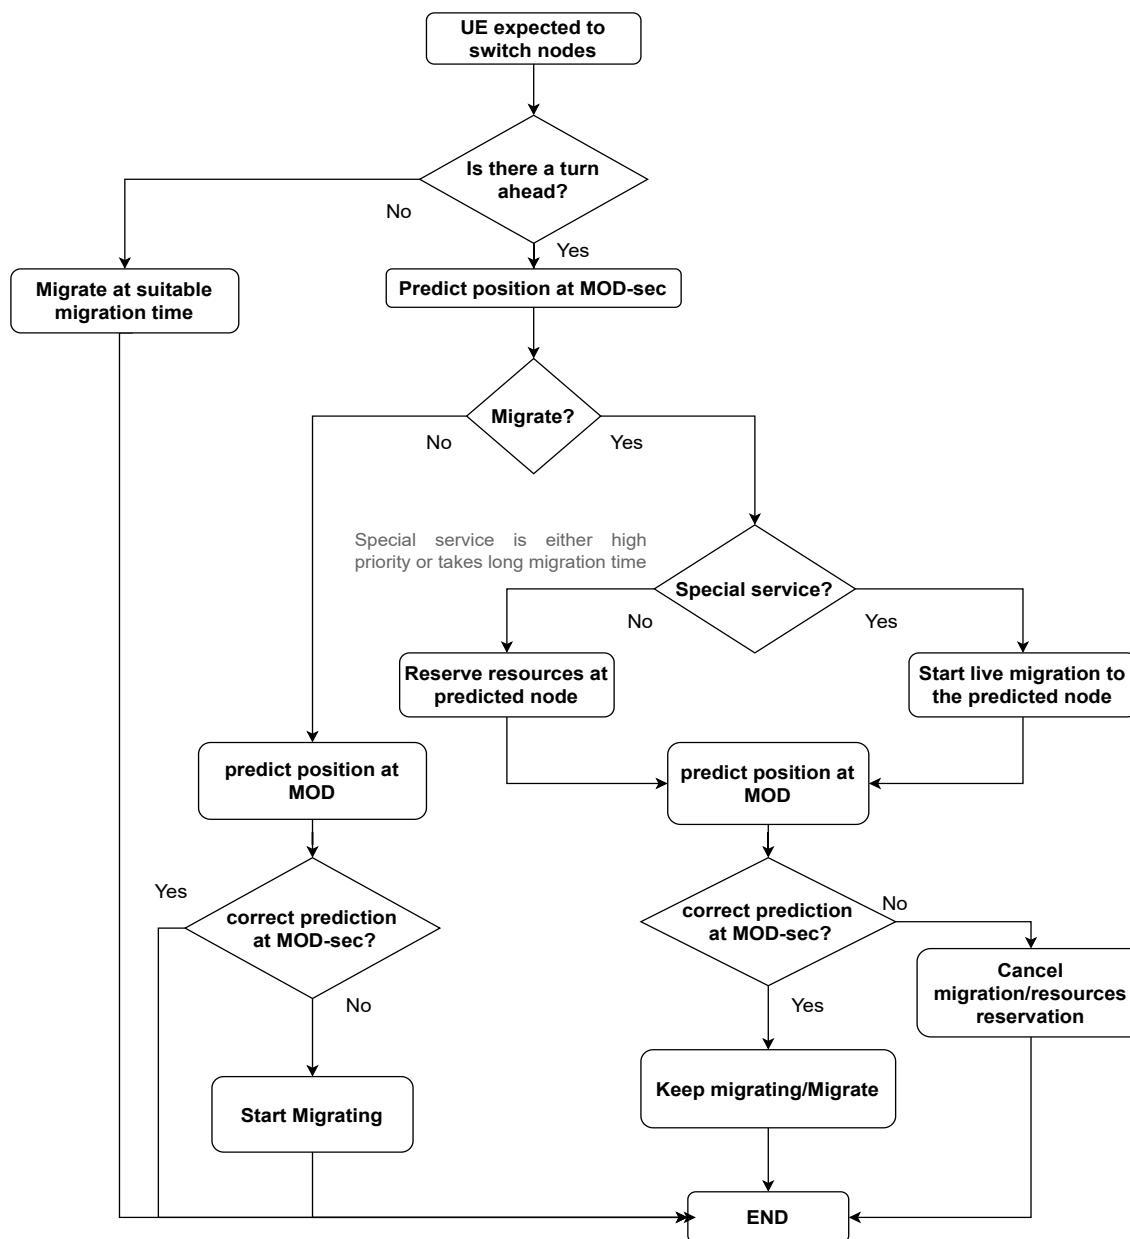 UE expected to
switch nodes
Is there a turn
ahead?
No
Yes
Migrate at suitable
migration time
Predict position at MOD-sec
Migrate?
No
Yes
Special service is either high
priority or takes long migration time
Special service?
No
Yes
Reserve resources at
predicted node
Start live migration to
the predicted node
predict position at
MOD
predict position at
MOD
Yes
correct prediction
at MOD-sec?
No
correct prediction
at MOD-sec?
No
Yes
Cancel
migration/resources
reservation
Start Migrating
Keep migrating/Migrate
END